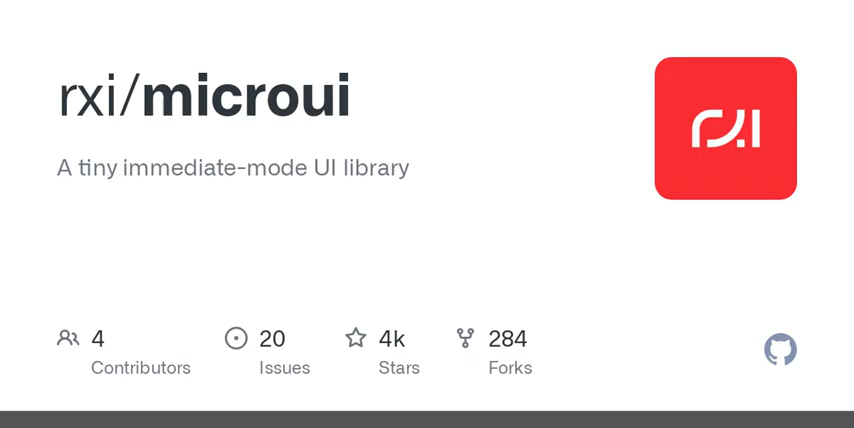 rxi/microui
A tiny immediate-mode UI library
rxi
4 20 4k 284
Contributors Issues Stars Forks